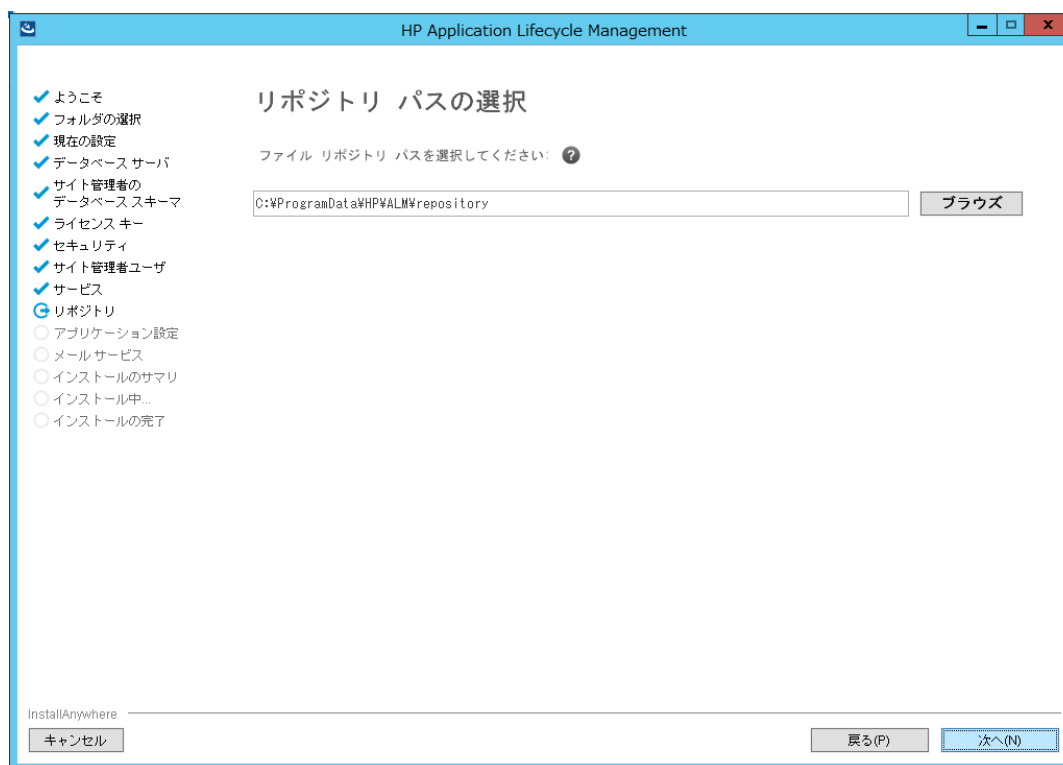 HP Application Lifecycle Management
ようこそ
フォルダの選択
現在の設定
データベース サーバ
サイト管理者の
データベース スキーマ
ライセンス キー
セキュリティ
サイト管理者ユーザ
サービス
リポジトリ
アプリケーション設定
メール サービス
インストールのサマリ
インストール中...
インストールの完了
リポジトリ パスの選択
ファイル リポジトリ パスを選択してください: ?
C:¥ProgramData¥HP¥ALM¥repository
ブラウズ
InstallAnywhere
キャンセル
戻る(P)
次へ(N)